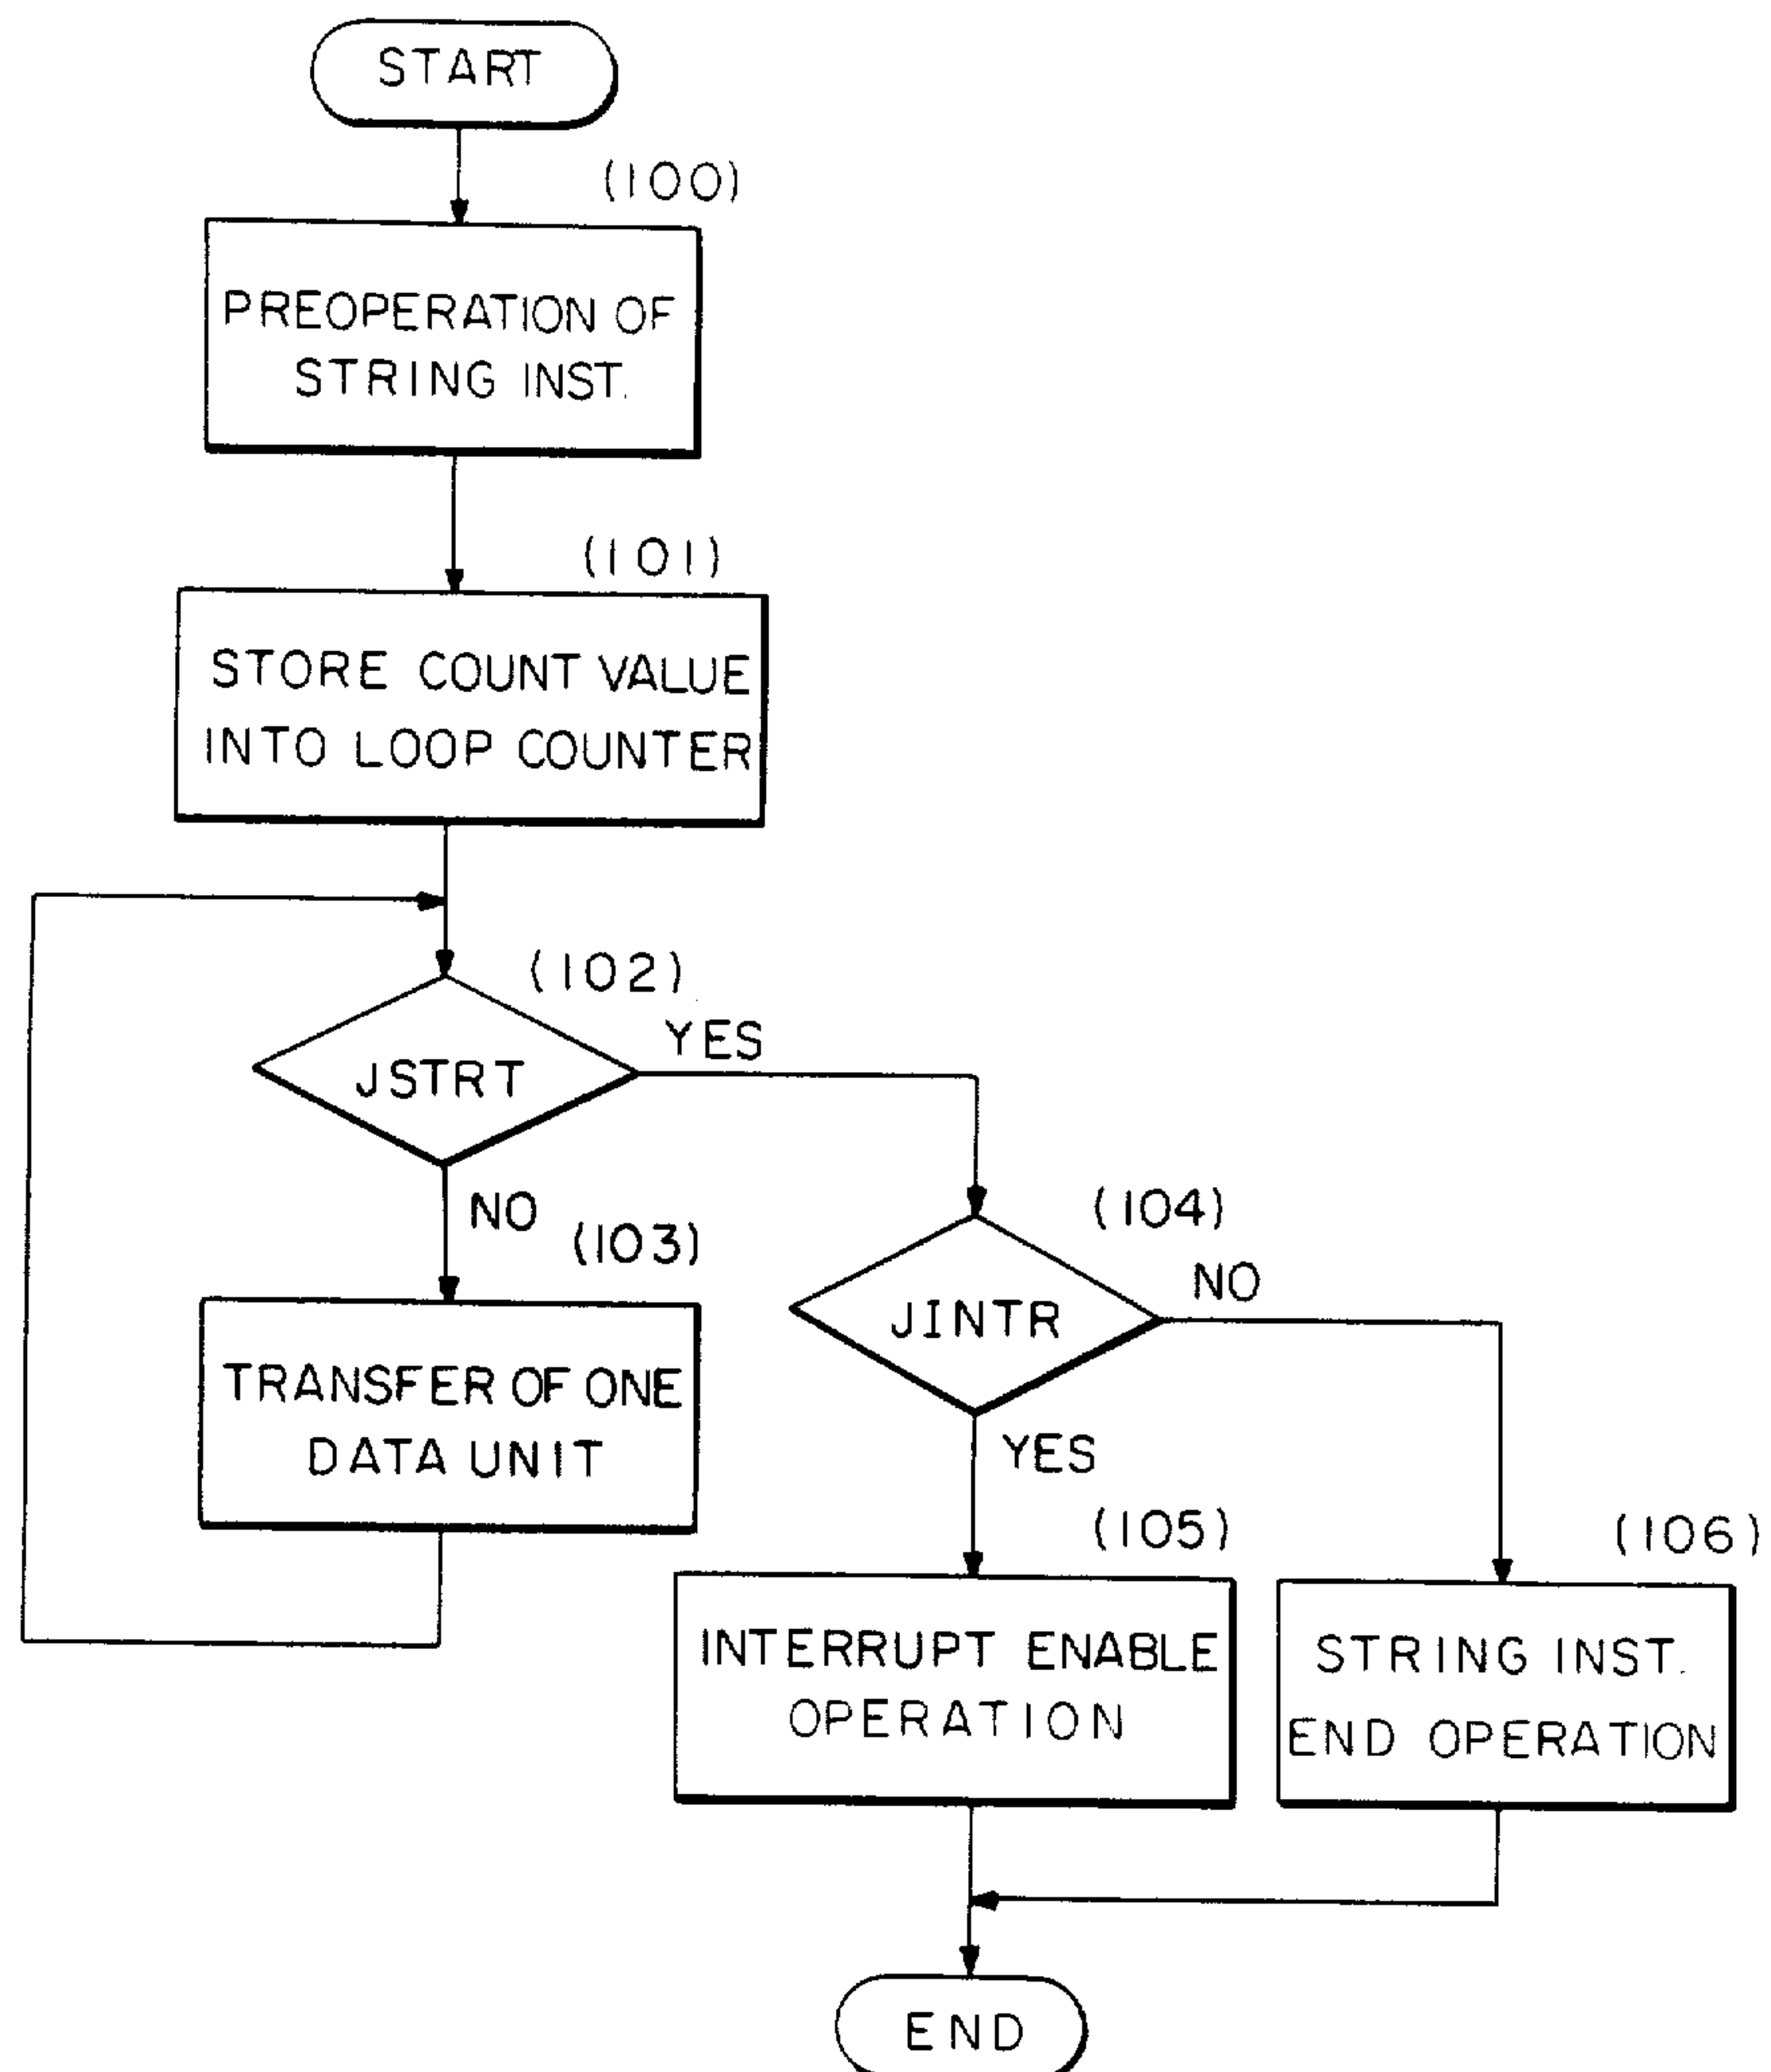 START
(100)
PREOPERATION OF
STRING INST.
(101)
STORE COUNT VALUE
INTO LOOP COUNTER
(102)
YES
JSTRT
NO
(103)
TRANSFER OF ONE
DATA UNIT
(104)
NO
JINTR
YES
(105)
INTERRUPT ENABLE
OPERATION
(106)
STRING INST.
END OPERATION
END